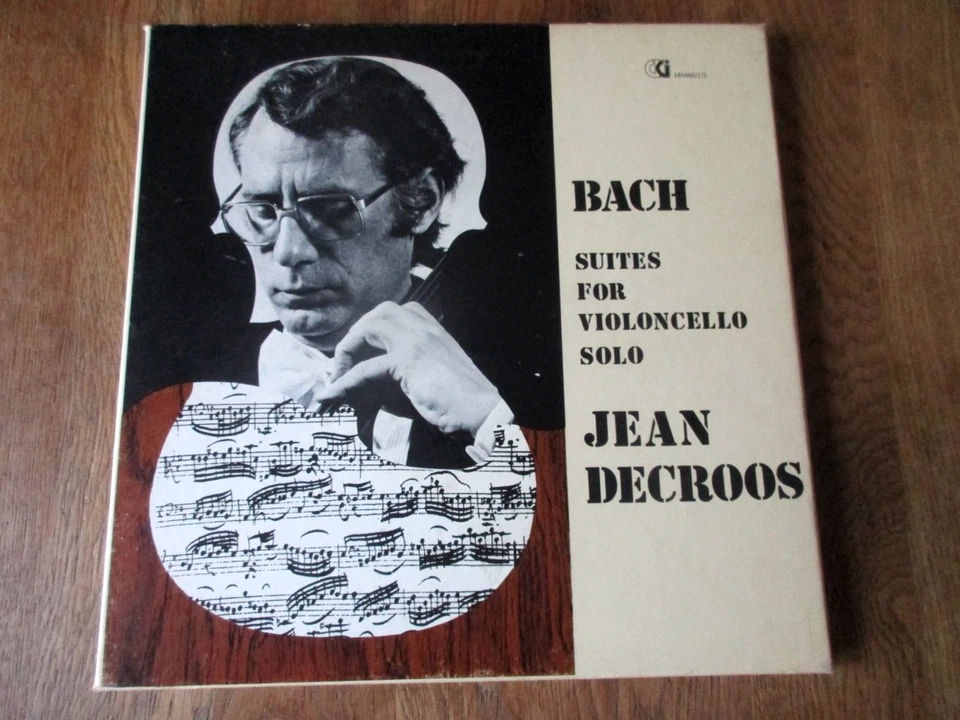 BACH
SUITES
FOR
VIOLONCELLO
SOLO
JEAN
DECROOS